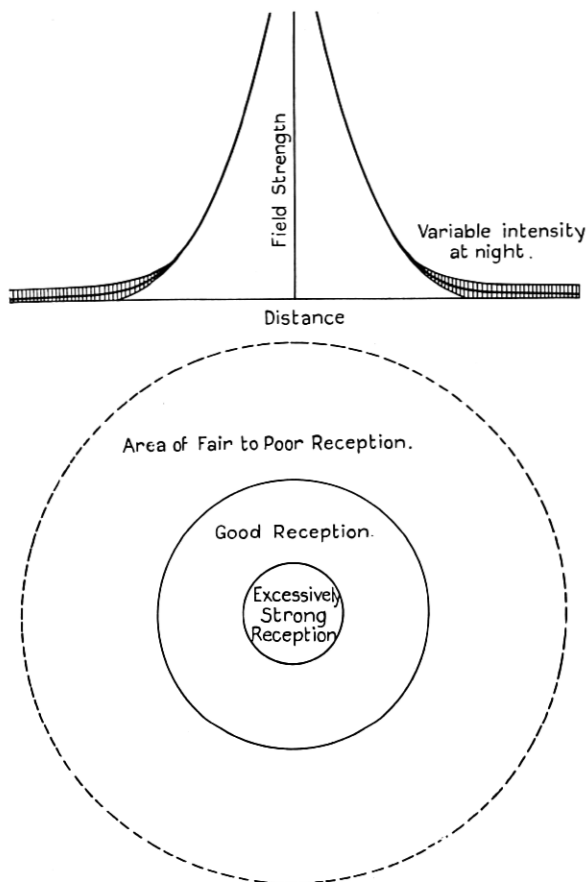 Field Strength
Variable intensity
at night.
Distance
Area of Fair to Poor Reception.
Good Reception.
Excessively
Strong
Reception